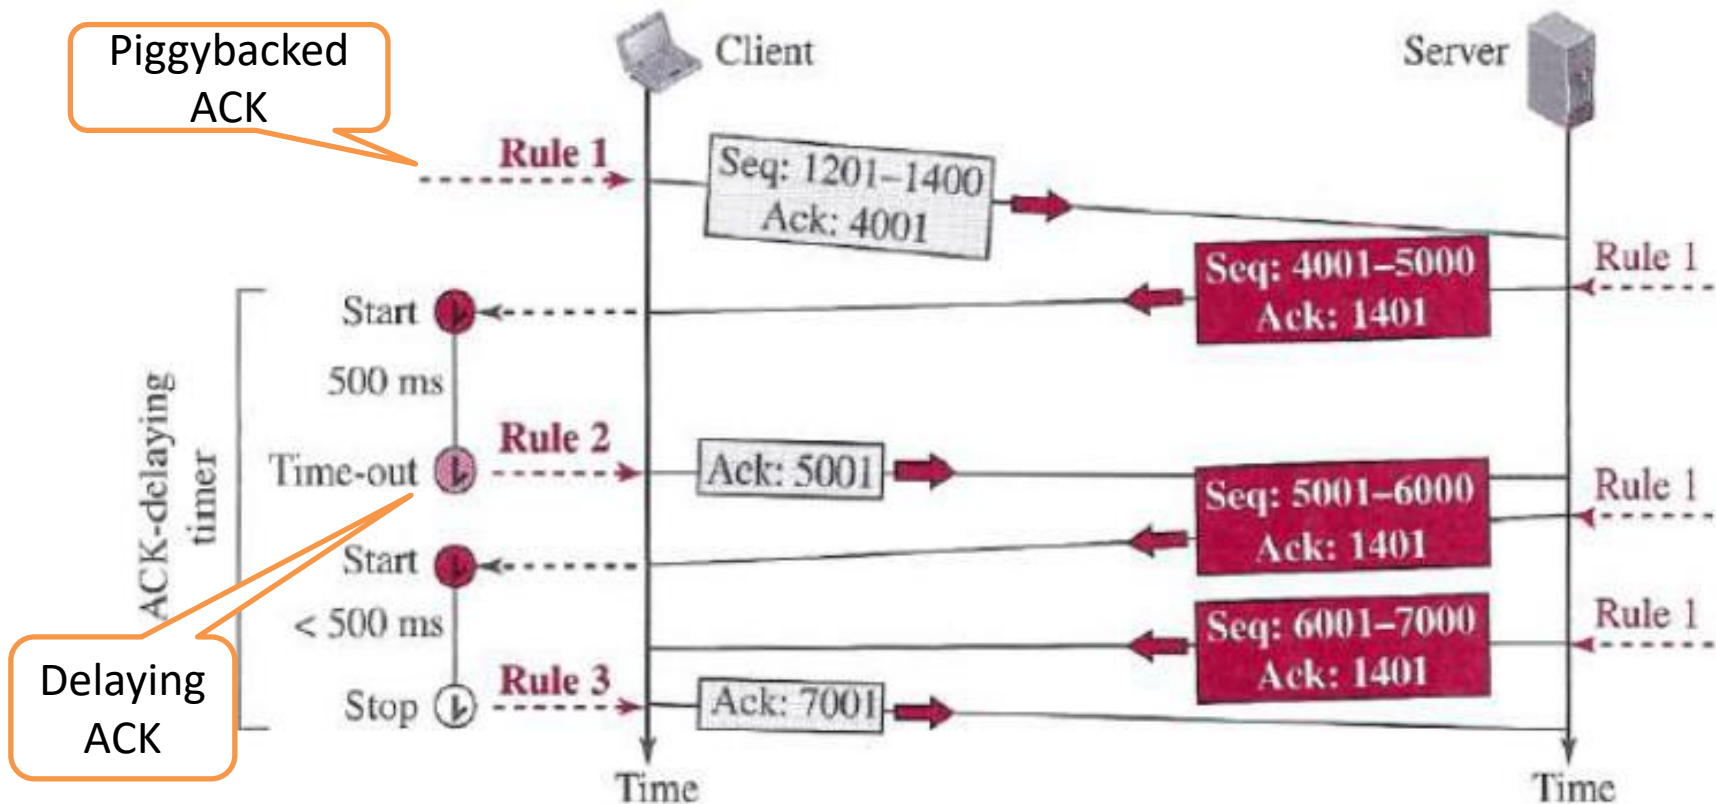 Piggybacked
ACK
Client
Server
Rule 1
Seq: 1201–1400
Ack: 4001
Seq: 4001–5000
Ack: 1401
Rule 1
Start
500 ms
Rule 2
Time-out
Ack: 5001
Seq: 5001–6000
Ack: 1401
Rule 1
ACK-delaying
timer
Start
< 500 ms
Seq: 6001–7000
Ack: 1401
Rule 1
Delaying
ACK
Rule 3
Stop
Ack: 7001
Time
Time